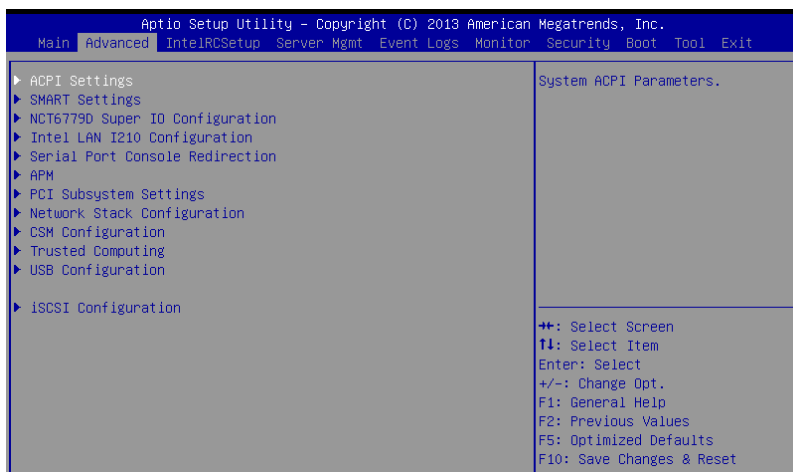 Aptio Setup Utility – Copyright (C) 2013 American Megatrends, Inc.
Main Advanced IntelRCSetup Server Mgmt Event Logs Monitor Security Boot Tool Exit
ACPI Settings
SMART Settings
NCT6779D Super IO Configuration
Intel LAN I210 Configuration
Serial Port Console Redirection
APM
PCI Subsystem Settings
Network Stack Configuration
CSM Configuration
Trusted Computing
USB Configuration
iSCSI Configuration
System ACPI Parameters.
→←: Select Screen
↑↓: Select Item
Enter: Select
+/-: Change Opt.
F1: General Help
F2: Previous Values
F5: Optimized Defaults
F10: Save Changes & Reset